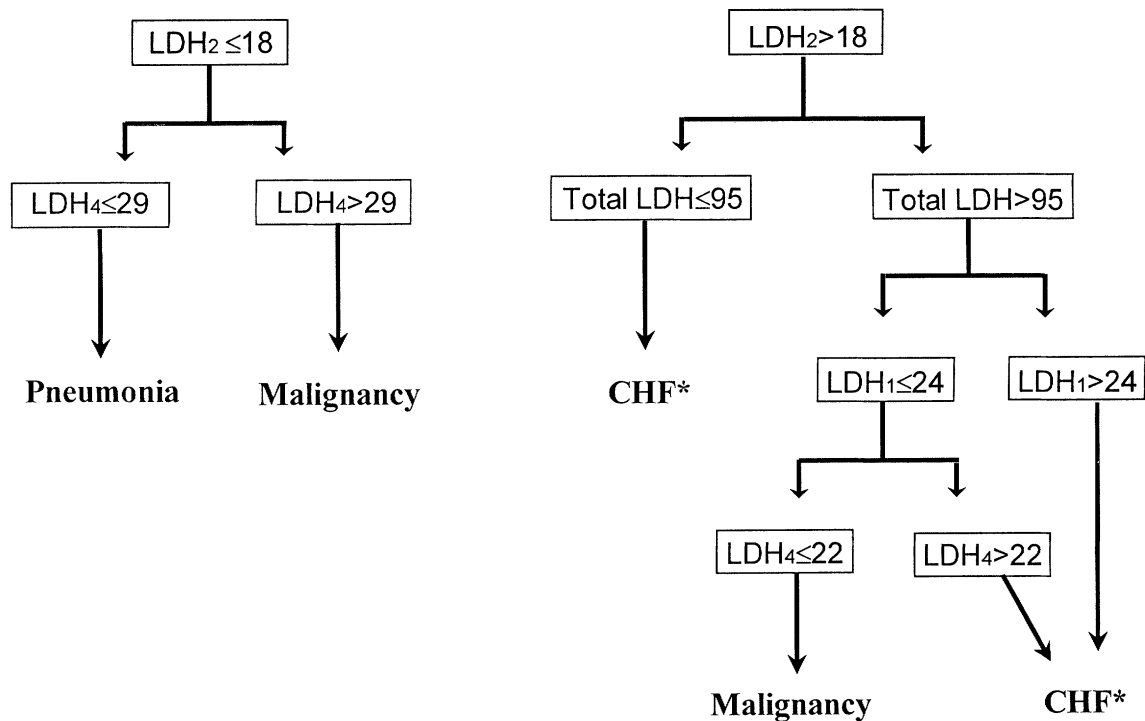 LDH₂ ≤18
LDH₂>18
LDH₄≤29
LDH₄>29
Total LDH≤95
Total LDH>95
Pneumonia
Malignancy
CHF*
LDH₁≤24
LDH₁>24
LDH₄≤22
LDH₄>22
Malignancy
CHF*